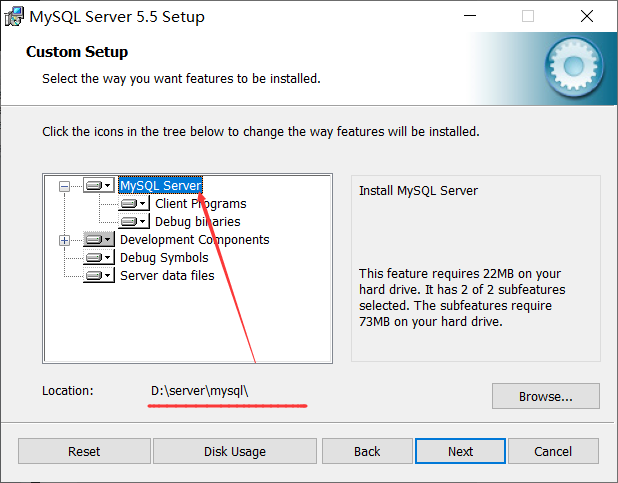 MySQL Server 5.5 Setup
Custom Setup
Select the way you want features to be installed.
Click the icons in the tree below to change the way features will be installed.
MySQL Server
Client Programs
Debug binaries
Development Components
Debug Symbols
Server data files
Install MySQL Server
This feature requires 22MB on your
hard drive. It has 2 of 2 subfeatures
selected. The subfeatures require
73MB on your hard drive.
Location:
D:\server\mysql\
Browse...
Reset
Disk Usage
Back
Next
Cancel